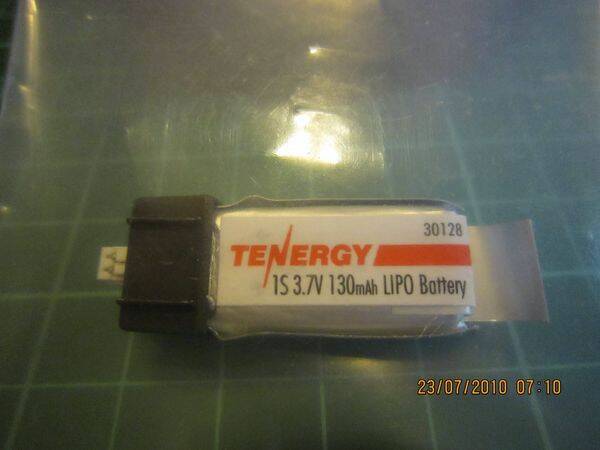 30128
TENERGY
1S 3.7V 130mAh LIPO Battery
23/07/2010 07:10